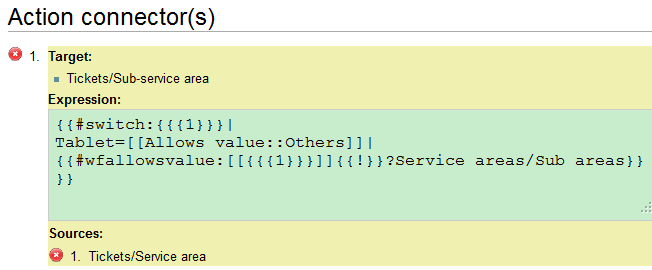 Action connector(s)
1. Target:
Tickets/Sub-service area
Expression:
{{#switch:{{{1}}}|
Tablet=[[Allows value::Others]]|
{{#wfallowsvalue:[[{{{1}}}]]{{!}}?Service areas/Sub areas}}
}}
Sources:
1. Tickets/Service area